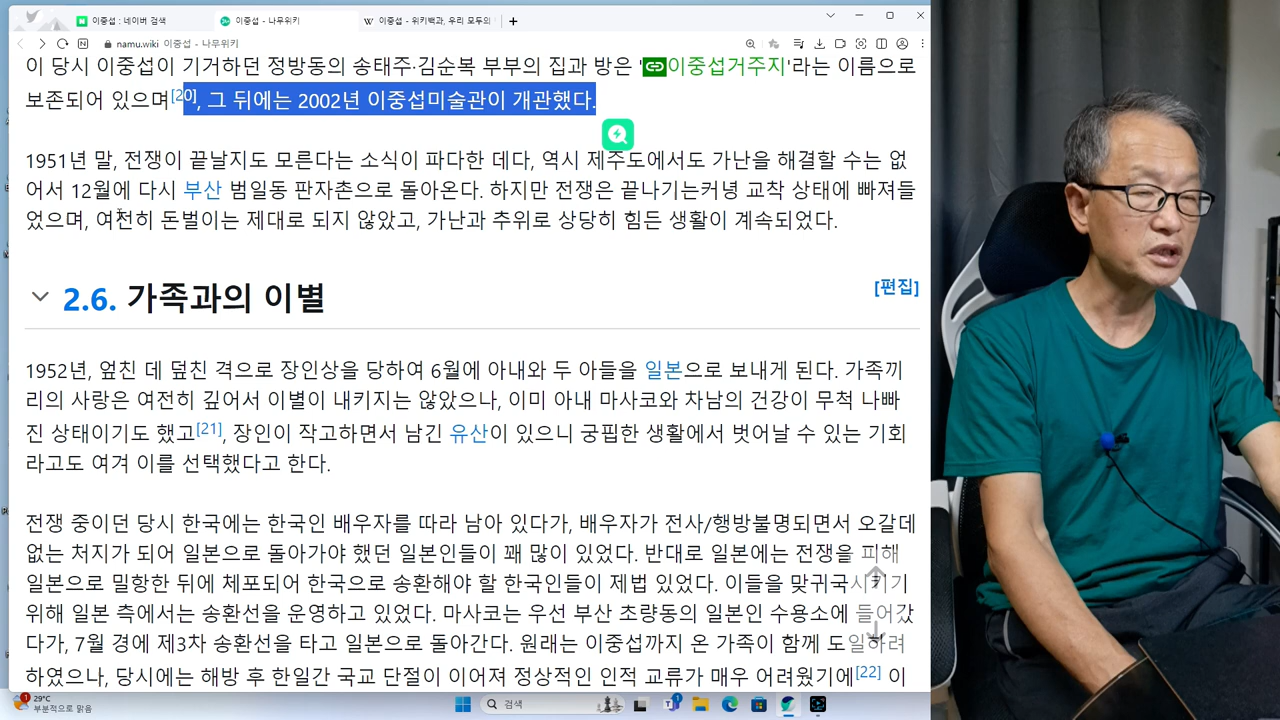 이중섭 : 네이버 검색
이중섭 - 나무위키
이중섭 - 위키백과, 우리 모두의
namu.wiki 이중섭 - 나무위키
이 당시 이중섭이 기거하던 정방동의 송태주·김순복 부부의 집과 방은 '이중섭거주지'라는 이름으로
보존되어 있으며[20], 그 뒤에는 2002년 이중섭미술관이 개관했다.
1951년 말, 전쟁이 끝날지도 모른다는 소식이 파다한 데다, 역시 제주도에서도 가난을 해결할 수는 없
어서 12월에 다시 부산 범일동 판자촌으로 돌아온다. 하지만 전쟁은 끝나기는커녕 교착 상태에 빠져들
었으며, 여전히 돈벌이는 제대로 되지 않았고, 가난과 추위로 상당히 힘든 생활이 계속되었다.
2.6. 가족과의 이별
[편집]
1952년, 엎친 데 덮친 격으로 장인상을 당하여 6월에 아내와 두 아들을 일본으로 보내게 된다. 가족끼
리의 사랑은 여전히 깊어서 이별이 내키지는 않았으나, 이미 아내 마사코와 차남의 건강이 무척 나빠
진 상태이기도 했고[21], 장인이 작고하면서 남긴 유산이 있으니 궁핍한 생활에서 벗어날 수 있는 기회
라고도 여겨 이를 선택했다고 한다.
전쟁 중이던 당시 한국에는 한국인 배우자를 따라 남아 있다가, 배우자가 전사/행방불명되면서 오갈데
없는 처지가 되어 일본으로 돌아가야 했던 일본인들이 꽤 많이 있었다. 반대로 일본에는 전쟁을 피해
일본으로 밀항한 뒤에 체포되어 한국으로 송환해야 할 한국인들이 제법 있었다. 이들을 맞귀국시키기
위해 일본 측에서는 송환선을 운영하고 있었다. 마사코는 우선 부산 초량동의 일본인 수용소에 들어갔
다가, 7월 경에 제3차 송환선을 타고 일본으로 돌아간다. 원래는 이중섭까지 온 가족이 함께 도일하려
하였으나, 당시에는 해방 후 한일간 국교 단절이 이어져 정상적인 인적 교류가 매우 어려웠기에[22] 이
29°C
부분적으로 맑음
검색